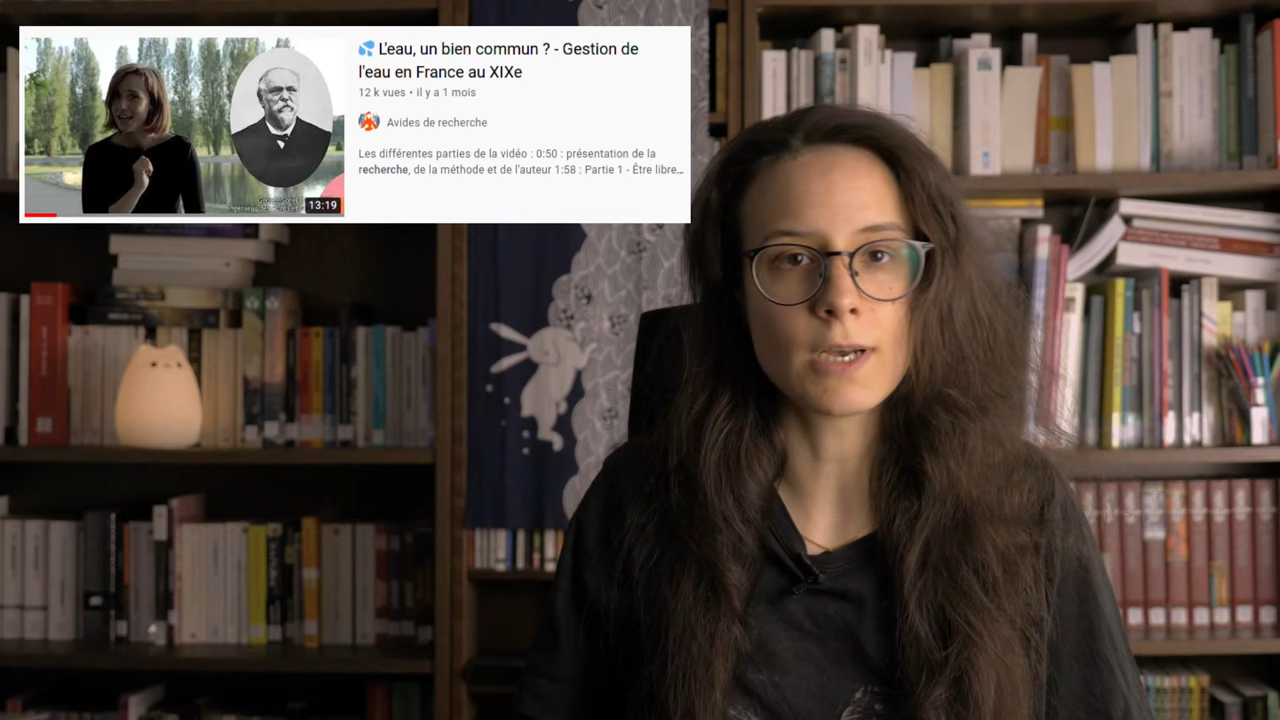 💦 L'eau, un bien commun ? - Gestion de
l'eau en France au XIXe
12 k vues • il y a 1 mois
Avides de recherche
Les différentes parties de la vidéo : 0:50 : présentation de la
recherche, de la méthode et de l'auteur 1:58 : Partie 1 - Être libre...
13:19